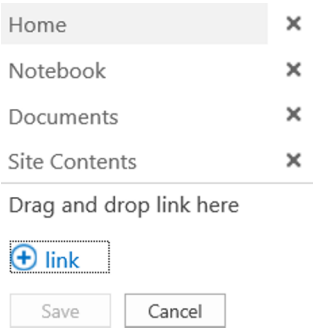 Home
Notebook
Documents
Site Contents
Drag and drop link here
link
Save Cancel